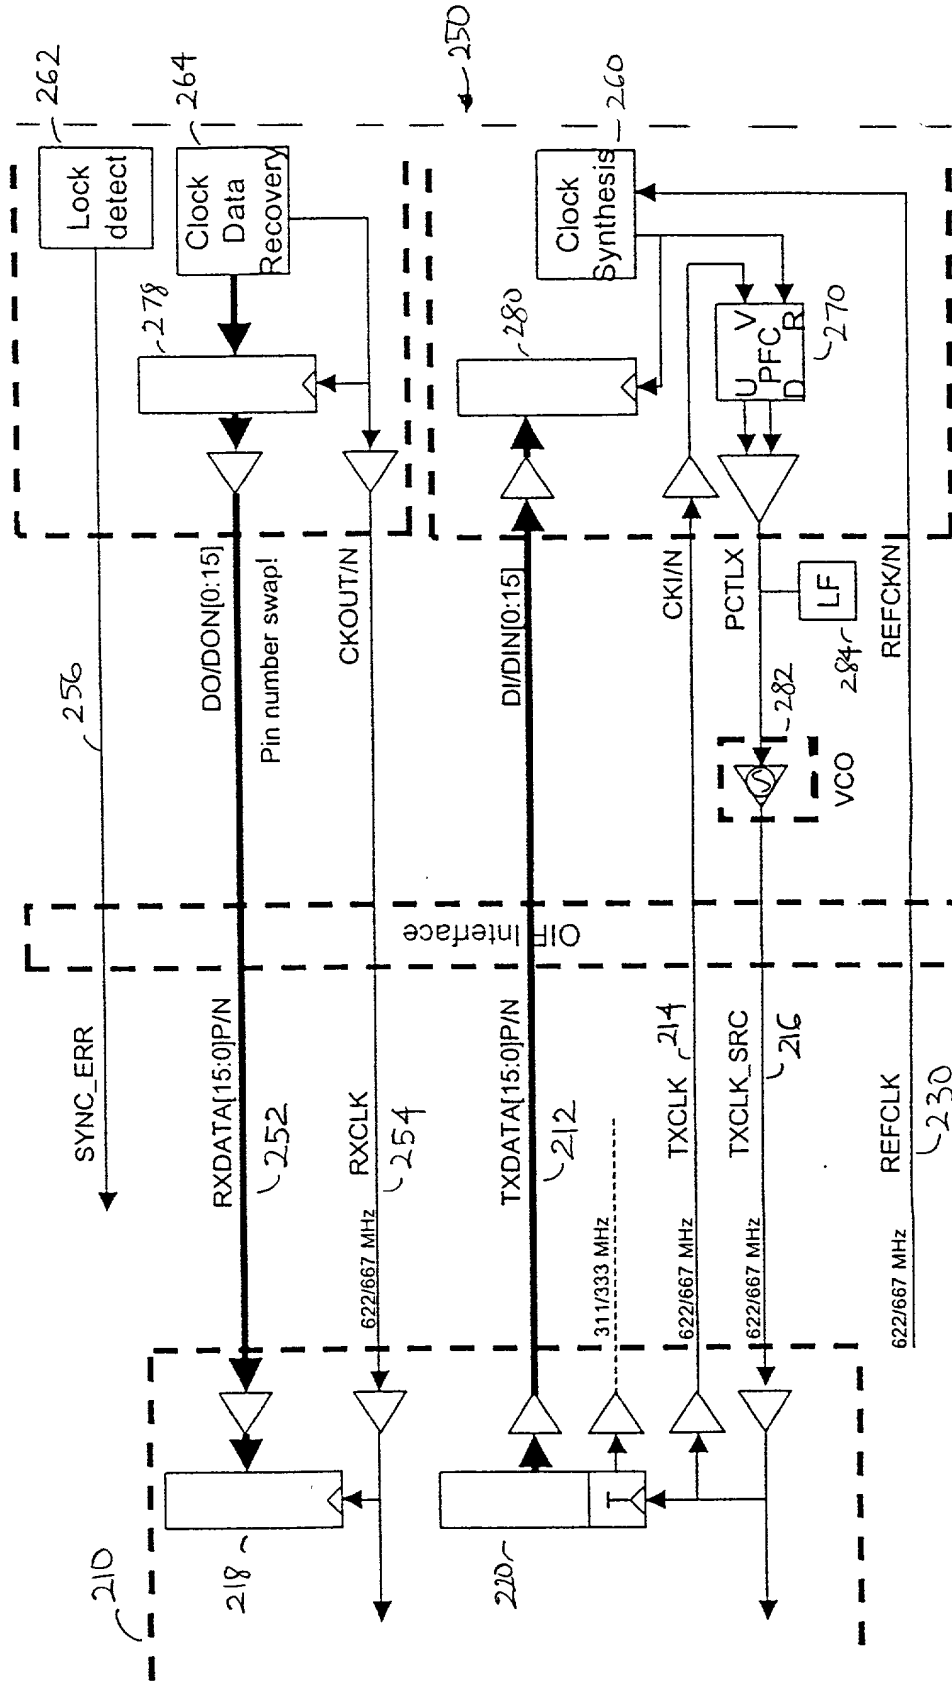 210
218
220
SYNC_ERR
256
262
Lock
detect
RXDATA[15:0]P/N
252
DO/DON[0:15]
Pin number swap!
278
Clock
Data
Recovery
264
622/667 MHz
RXCLK
254
CKOUT/N
OIF Interface
250
TXDATA[15:0]P/N
212
DI/DIN[0:15]
280
Clock
Synthesis
260
311/333 MHz
T
622/667 MHz
TXCLK
214
CKI/N
622/667 MHz
TXCLK_SRC
216
282
VCO
PCTLX
LF
284
U
V
PFC
D
R
270
622/667 MHz
REFCLK
230
REFCK/N